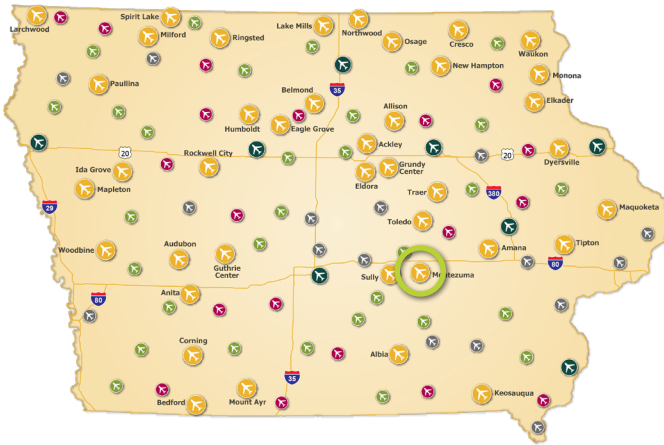 Larchwood
Spirit Lake
Milford
Ringsted
Lake Mills
Northwood
Osage
Cresco
Waukon
New Hampton
Monona
Paullina
Elkader
35
Belmond
Allison
Humboldt
Eagle Grove
Ackley
20
20
Dyersville
Rockwell City
Ida Grove
Grundy
Center
Eldora
Mapleton
Traer
380
29
Maquoketa
Toledo
Woodbine
Audubon
Guthrie
Center
Amana
Tipton
80
Sully
Montezuma
Anita
80
Corning
Albia
35
Bedford
Mount Ayr
Keosauqua